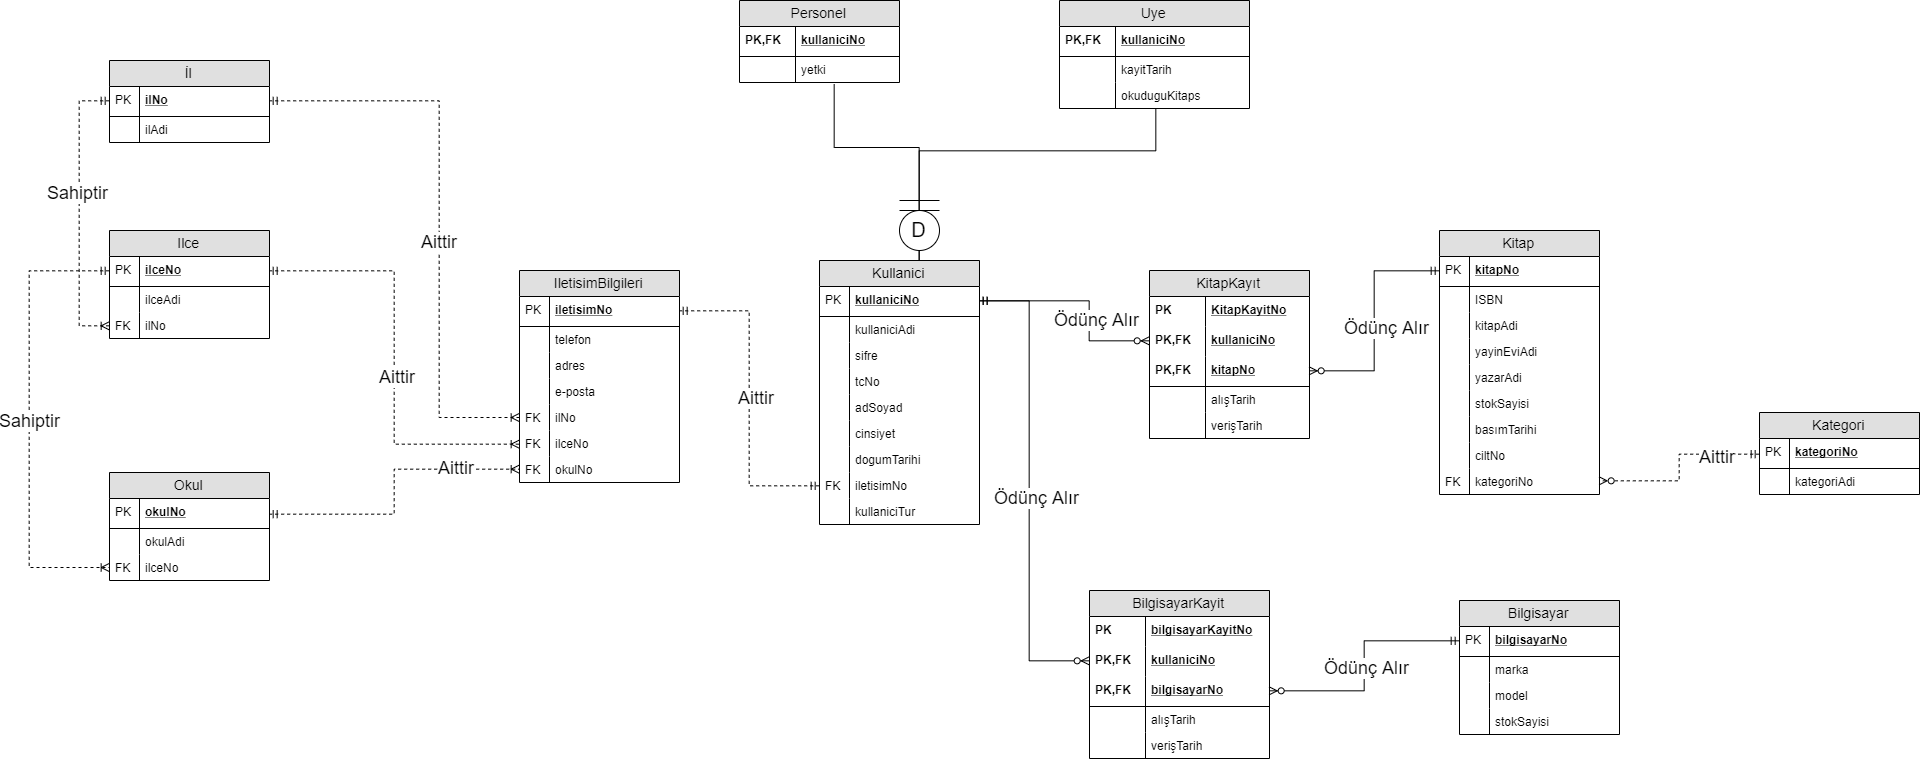 Personel
PK,FK kullaniciNo
yetki
Uye
PK,FK kullaniciNo
kayitTarih
okuduguKitaps
İl
PK ilNo
ilAdi
Sahiptir
Aittir
Ilce
PK ilceNo
ilceAdi
FK ilNo
Aittir
Sahiptir
Okul
PK okulNo
okulAdi
FK ilceNo
Aittir
IletisimBilgileri
PK iletisimNo
telefon
adres
e-posta
FK ilNo
FK ilceNo
FK okulNo
Aittir
D
Kullanici
PK kullaniciNo
kullaniciAdi
sifre
tcNo
adSoyad
cinsiyet
dogumTarihi
FK iletisimNo
kullaniciTur
Ödünç Alır
KitapKayıt
PK KitapKayitNo
PK,FK kullaniciNo
PK,FK kitapNo
alışTarih
verişTarih
Ödünç Alır
Kitap
PK kitapNo
ISBN
kitapAdi
yayinEviAdi
yazarAdi
stokSayisi
basımTarihi
ciltNo
FK kategoriNo
Aittir
Kategori
PK kategoriNo
kategoriAdi
Ödünç Alır
BilgisayarKayit
PK bilgisayarKayitNo
PK,FK kullaniciNo
PK,FK bilgisayarNo
alışTarih
verişTarih
Ödünç Alır
Bilgisayar
PK bilgisayarNo
marka
model
stokSayisi